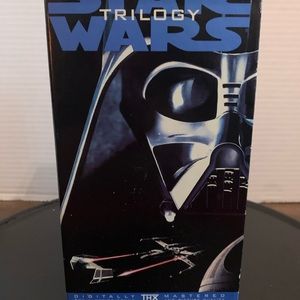 STAR
TRILOGY
WARS
DIGITALLY THX MASTERED